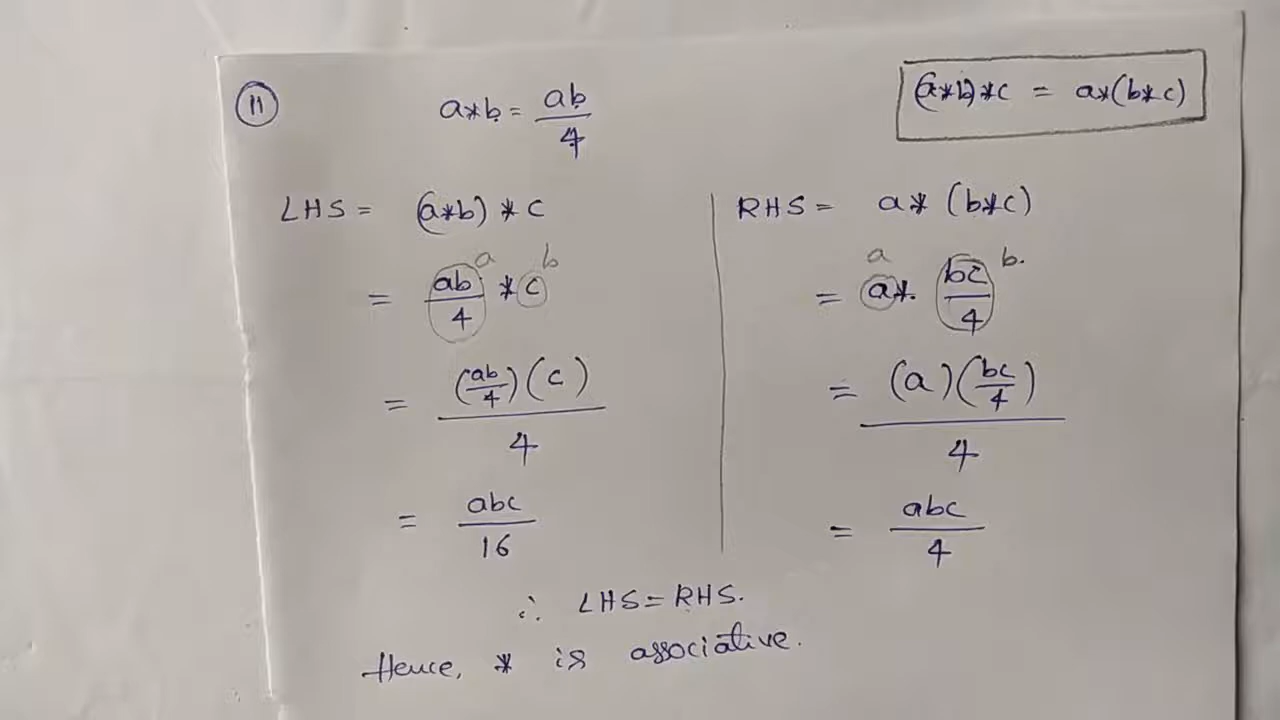 11 a*b = ab/4 (a*b)*c = a*(b*c)
LHS = (a*b)*c
= ab/4 a * c b
= (ab/4)(c)/4
= abc/16
RHS = a*(b*c)
= a a *. bc/4 b.
= (a)(bc/4)/4
= abc/4
∴ LHS = RHS.
Hence, * is associative.